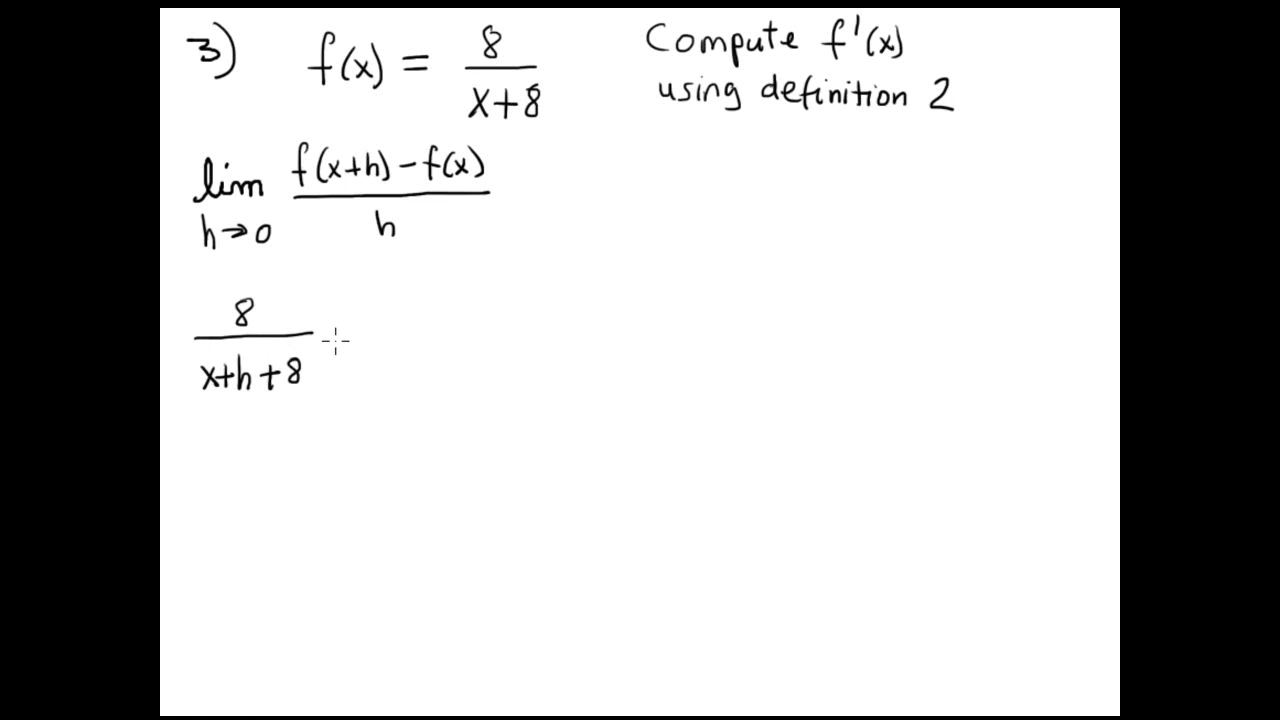 3) f(x) = 8/(x+8) Compute f'(x)
using definition 2
lim h→0 (f(x+h) - f(x))/h
8/(x+h+8)